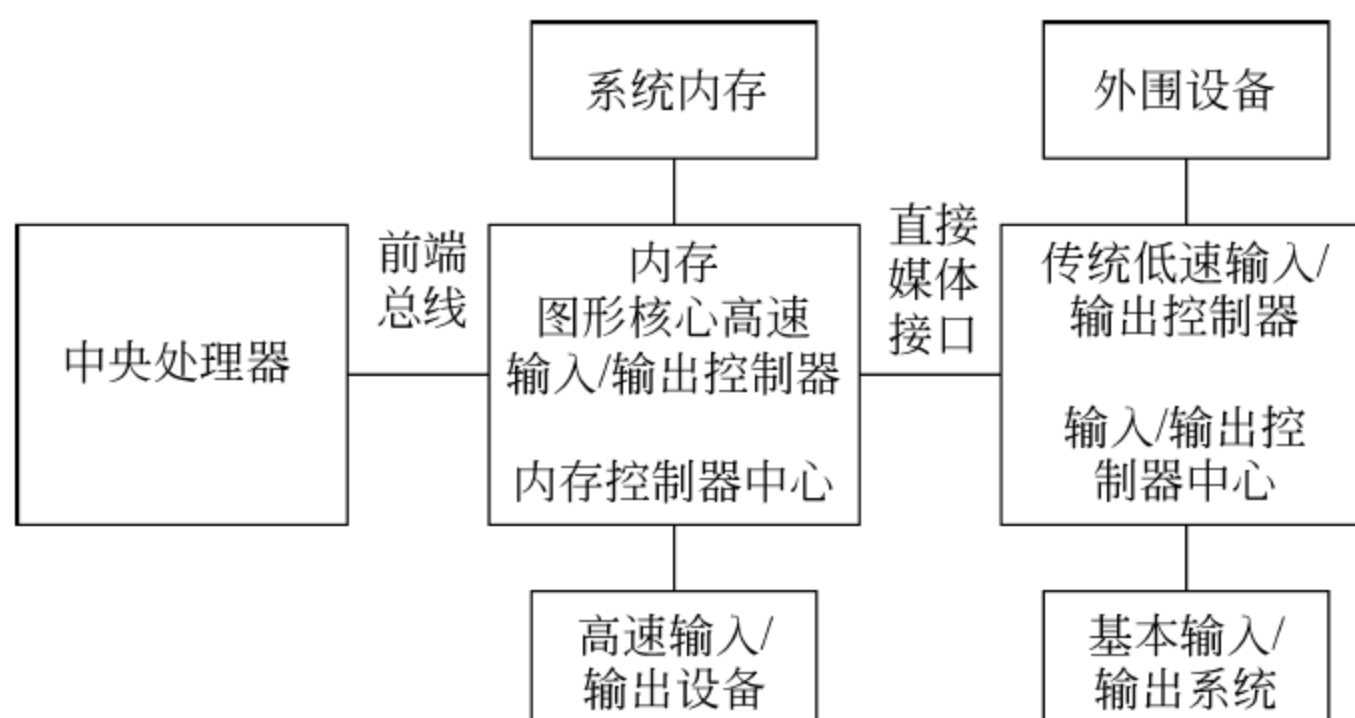 系统内存
外围设备
中央处理器
前端
总线
内存
图形核心高速
输入/输出控制器
内存控制器中心
直接
媒体
接口
传统低速输入/
输出控制器
输入/输出控
制器中心
高速输入/
输出设备
基本输入/
输出系统